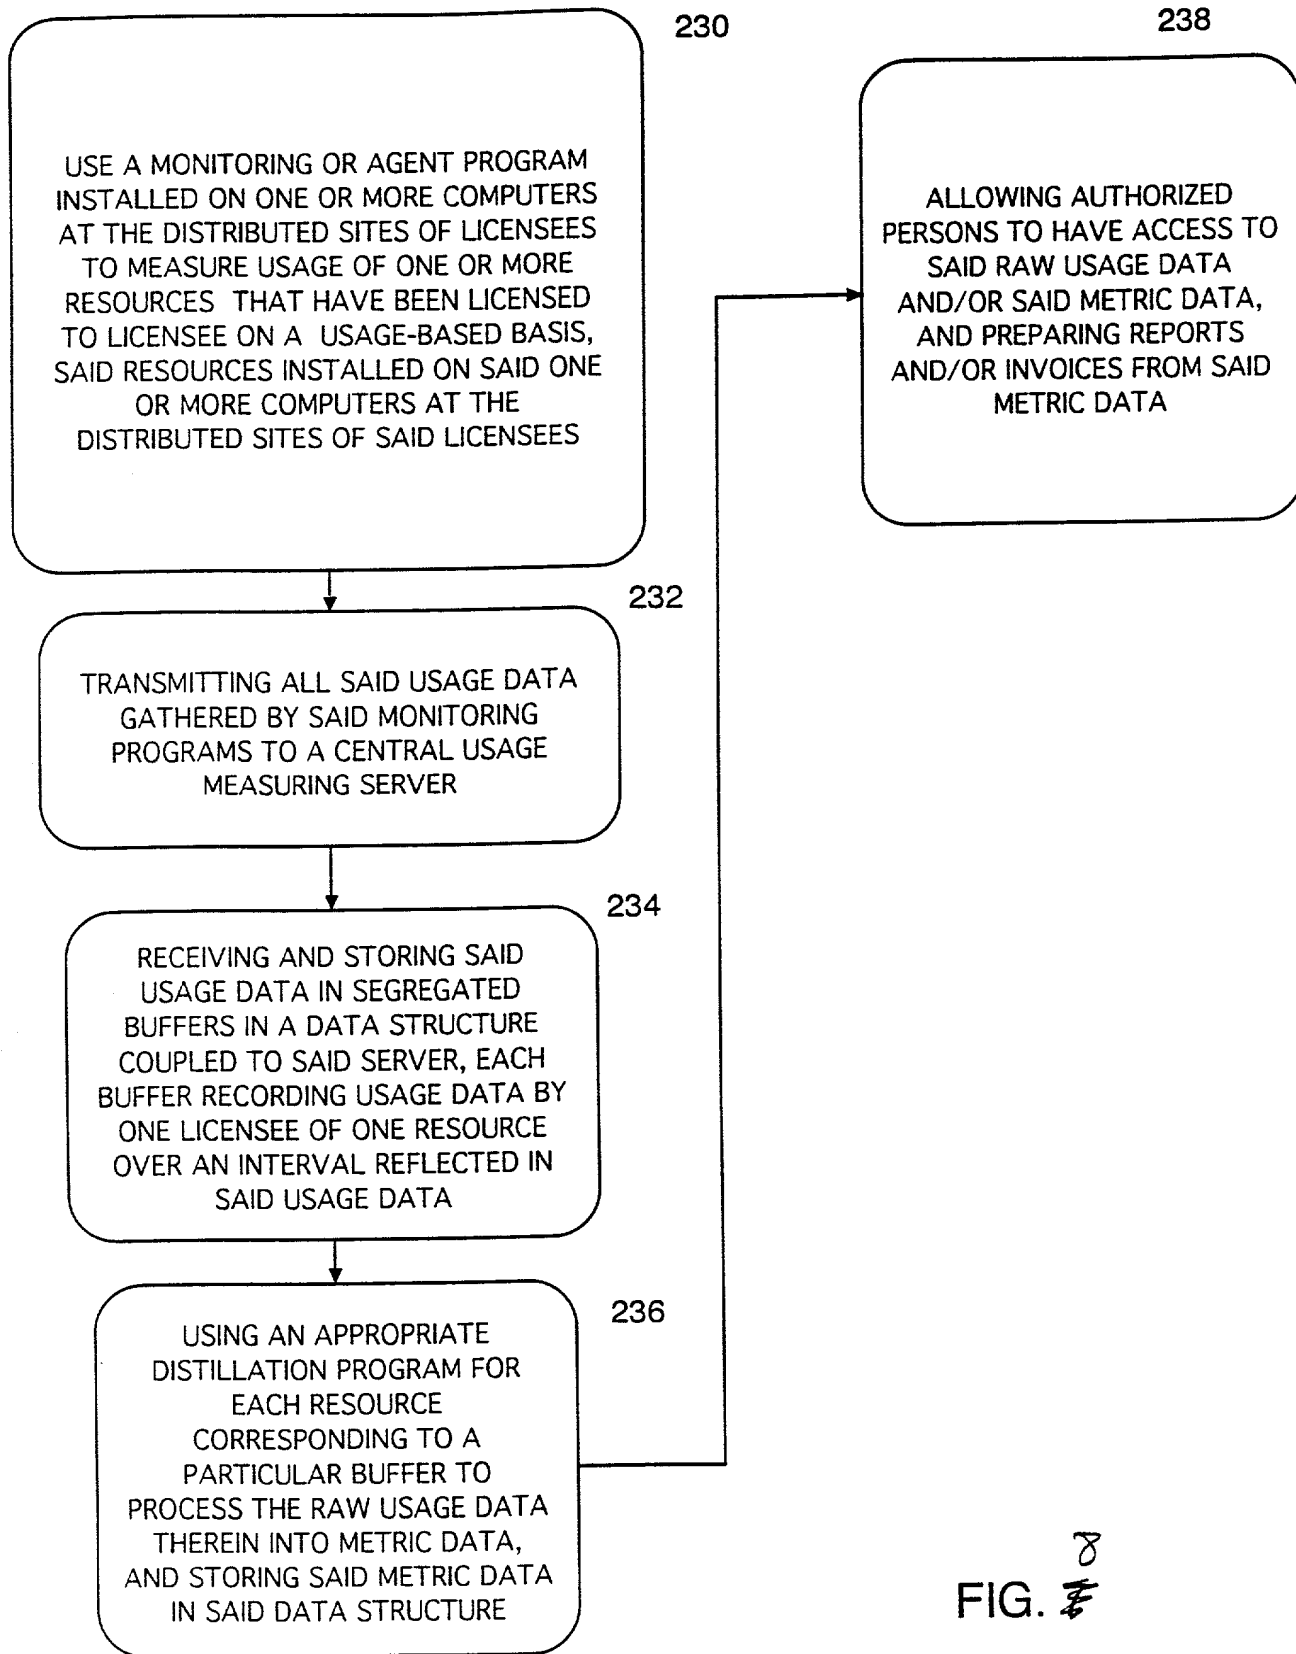 230
USE A MONITORING OR AGENT PROGRAM
INSTALLED ON ONE OR MORE COMPUTERS
AT THE DISTRIBUTED SITES OF LICENSEES
TO MEASURE USAGE OF ONE OR MORE
RESOURCES THAT HAVE BEEN LICENSED
TO LICENSEE ON A USAGE-BASED BASIS,
SAID RESOURCES INSTALLED ON SAID ONE
OR MORE COMPUTERS AT THE
DISTRIBUTED SITES OF SAID LICENSEES
232
TRANSMITTING ALL SAID USAGE DATA
GATHERED BY SAID MONITORING
PROGRAMS TO A CENTRAL USAGE
MEASURING SERVER
234
RECEIVING AND STORING SAID
USAGE DATA IN SEGREGATED
BUFFERS IN A DATA STRUCTURE
COUPLED TO SAID SERVER, EACH
BUFFER RECORDING USAGE DATA BY
ONE LICENSEE OF ONE RESOURCE
OVER AN INTERVAL REFLECTED IN
SAID USAGE DATA
236
USING AN APPROPRIATE
DISTILLATION PROGRAM FOR
EACH RESOURCE
CORRESPONDING TO A
PARTICULAR BUFFER TO
PROCESS THE RAW USAGE DATA
THEREIN INTO METRIC DATA,
AND STORING SAID METRIC DATA
IN SAID DATA STRUCTURE
238
ALLOWING AUTHORIZED
PERSONS TO HAVE ACCESS TO
SAID RAW USAGE DATA
AND/OR SAID METRIC DATA,
AND PREPARING REPORTS
AND/OR INVOICES FROM SAID
METRIC DATA
8
FIG.